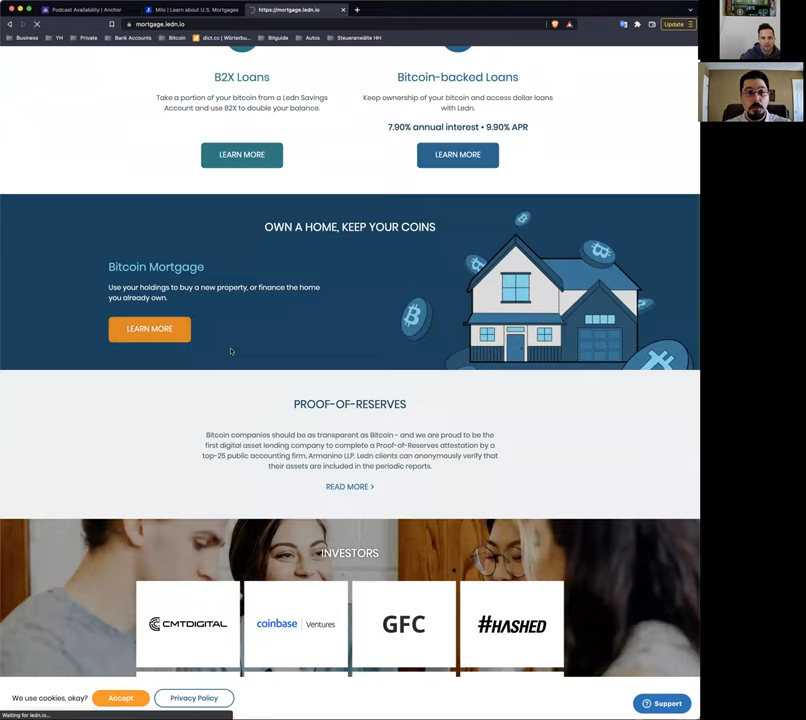 Podcast Availability | Anchor
Milo | Learn about U.S. Mortgages
https://mortgage.ledn.io
mortgage.ledn.io
Update
Business
YH
Private
Bank Accounts
Bitcoin
dict.cc | Wörterbu...
Bitguide
Autos
Steueranwälte HH
B2X Loans
Take a portion of your bitcoin from a Ledn Savings
Account and use B2X to double your balance.
LEARN MORE
Bitcoin-backed Loans
Keep ownership of your bitcoin and access dollar loans
with Ledn.
7.90% annual interest • 9.90% APR
LEARN MORE
OWN A HOME, KEEP YOUR COINS
Bitcoin Mortgage
Use your holdings to buy a new property, or finance the home
you already own.
LEARN MORE
PROOF-OF-RESERVES
Bitcoin companies should be as transparent as Bitcoin - and we are proud to be the
first digital asset lending company to complete a Proof-of-Reserves attestation by a
top-25 public accounting firm, Armanino LLP. Ledn clients can anonymously verify that
their assets are included in the periodic reports.
READ MORE >
INVESTORS
CMTDIGITAL
coinbase | Ventures
GFC
#HASHED
We use cookies, okay?
Accept
Privacy Policy
Support
Waiting for ledn.io...